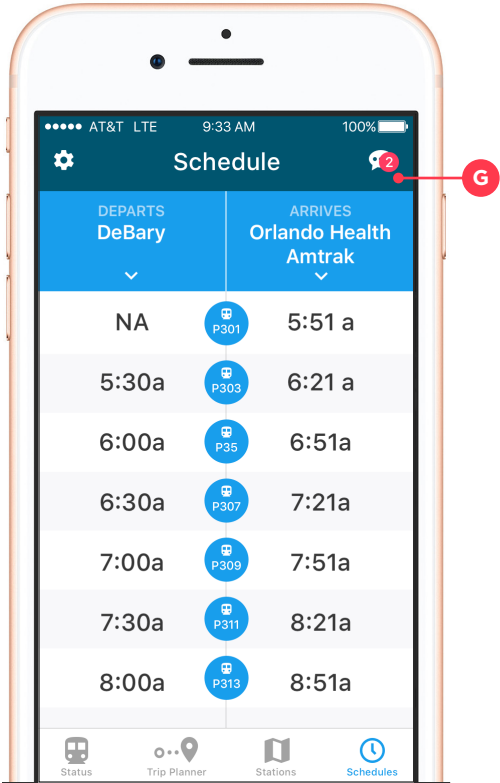 AT&T LTE 9:33 AM 100%
Schedule 2
G
DEPARTS ARRIVES
DeBary Orlando Health
Amtrak
NA P301 5:51 a
5:30a P303 6:21 a
6:00a P35 6:51a
6:30a P307 7:21a
7:00a P309 7:51a
7:30a P311 8:21a
8:00a P313 8:51a
Status Trip Planner Stations Schedules